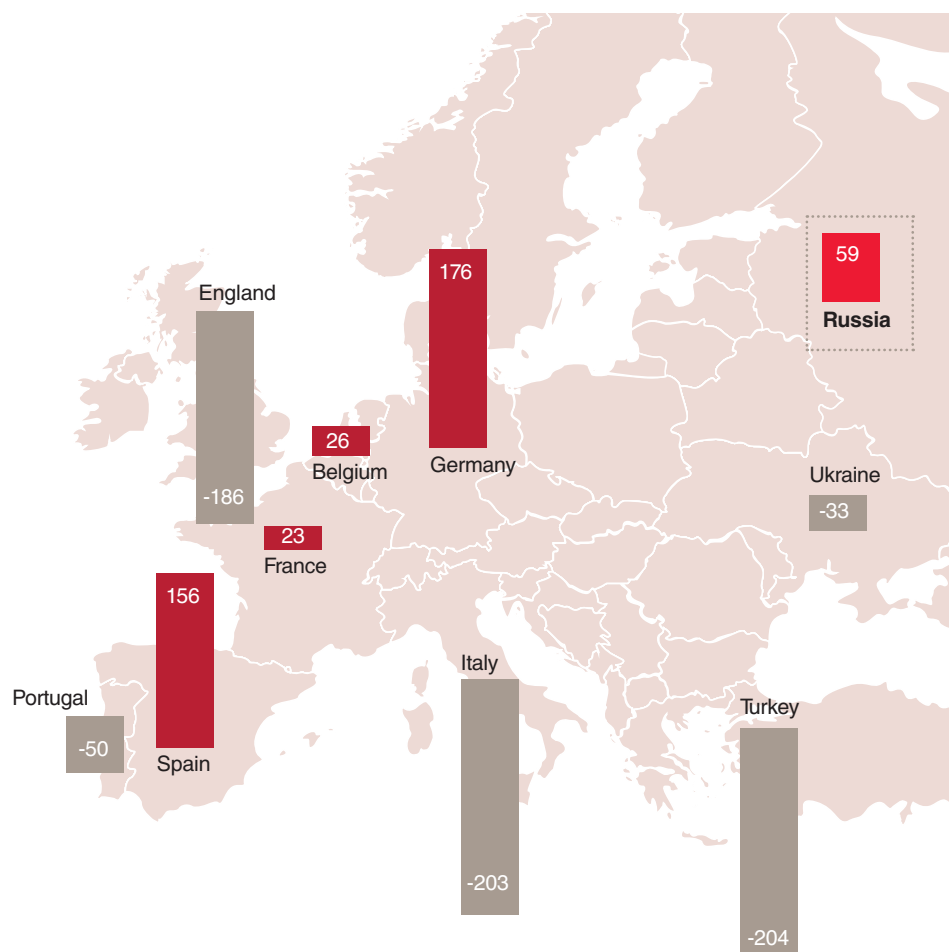 176
59
Russia
England
-186
26
Belgium
Germany
Ukraine
-33
23
France
156
Spain
Portugal
-50
Italy
-203
Turkey
-204